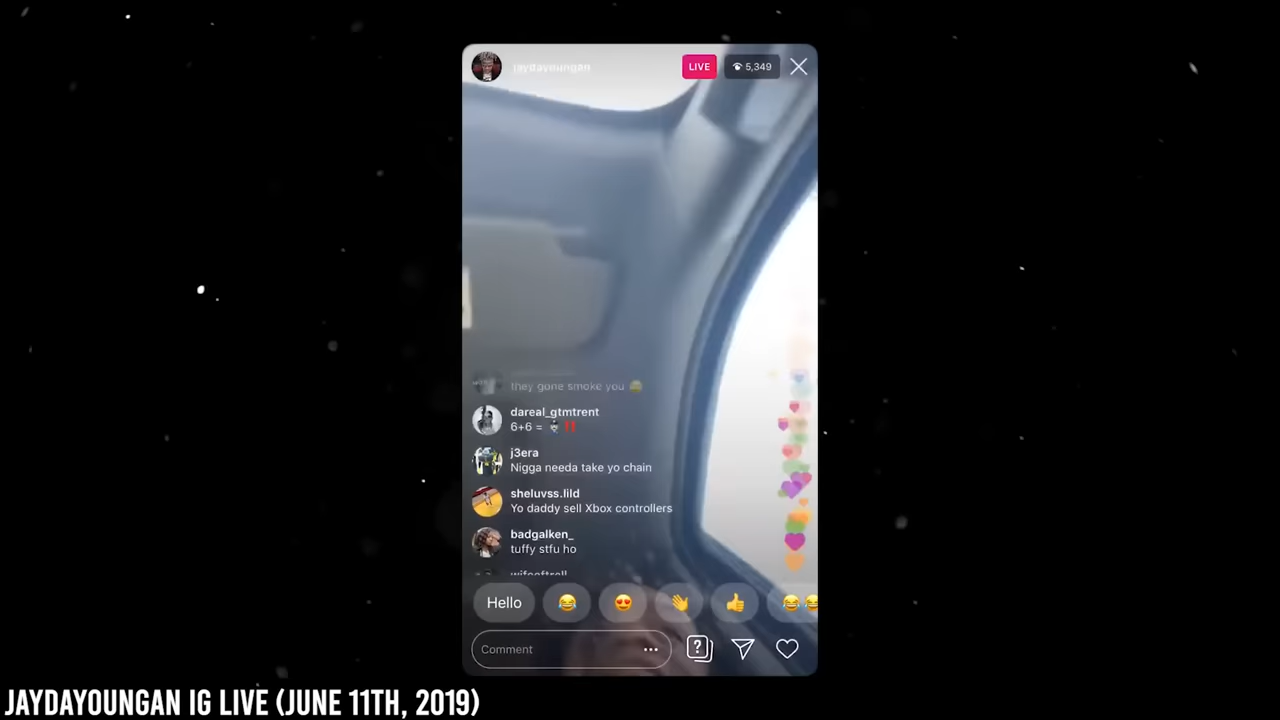 jaydayoungan
LIVE
5,349
they gone smoke you 😨
dareal_gtmtrent
6+6 = 👮🏿‼️
j3era
Nigga needa take yo chain
sheluvss.lild
Yo daddy sell Xbox controllers
badgalken_
tuffy stfu ho
Hello
Comment
JAYDAYOUNGAN IG LIVE (JUNE 11TH, 2019)